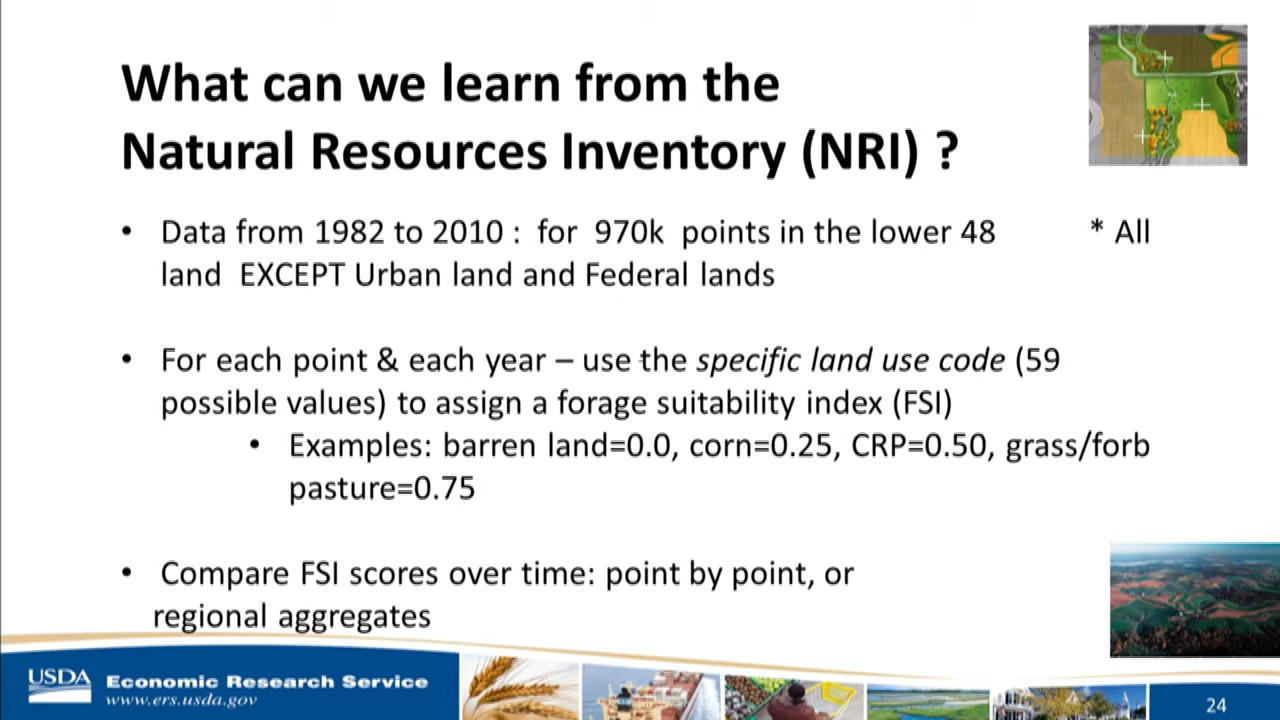 What can we learn from the
Natural Resources Inventory (NRI) ?
• Data from 1982 to 2010 : for 970k points in the lower 48 * All
land EXCEPT Urban land and Federal lands
• For each point & each year – use the specific land use code (59
possible values) to assign a forage suitability index (FSI)
• Examples: barren land=0.0, corn=0.25, CRP=0.50, grass/forb
pasture=0.75
• Compare FSI scores over time: point by point, or
regional aggregates
USDA Economic Research Service
www.ers.usda.gov
24